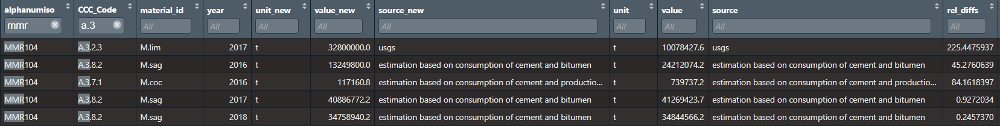 alphanumiso CCC_Code material_id year unit_new value_new source_new unit value source rel_diffs
mmr a.3 All All All All All All All All All
MMR104 A.3.2.3 M.lim 2017 t 32800000.0 usgs t 10078427.6 usgs 225.4475937
MMR104 A.3.8.2 M.sag 2016 t 13249800.0 estimation based on consumption of cement and bitumen t 24212074.2 estimation based on consumption of cement and bitumen 45.2760639
MMR104 A.3.7.1 M.coc 2016 t 117160.8 estimation based on consumption of cement and productio... t 739737.2 estimation based on consumption of cement and productio... 84.1618397
MMR104 A.3.8.2 M.sag 2017 t 40886772.2 estimation based on consumption of cement and bitumen t 41269423.7 estimation based on consumption of cement and bitumen 0.9272034
MMR104 A.3.8.2 M.sag 2018 t 34758940.2 estimation based on consumption of cement and bitumen t 34844566.2 estimation based on consumption of cement and bitumen 0.2457370